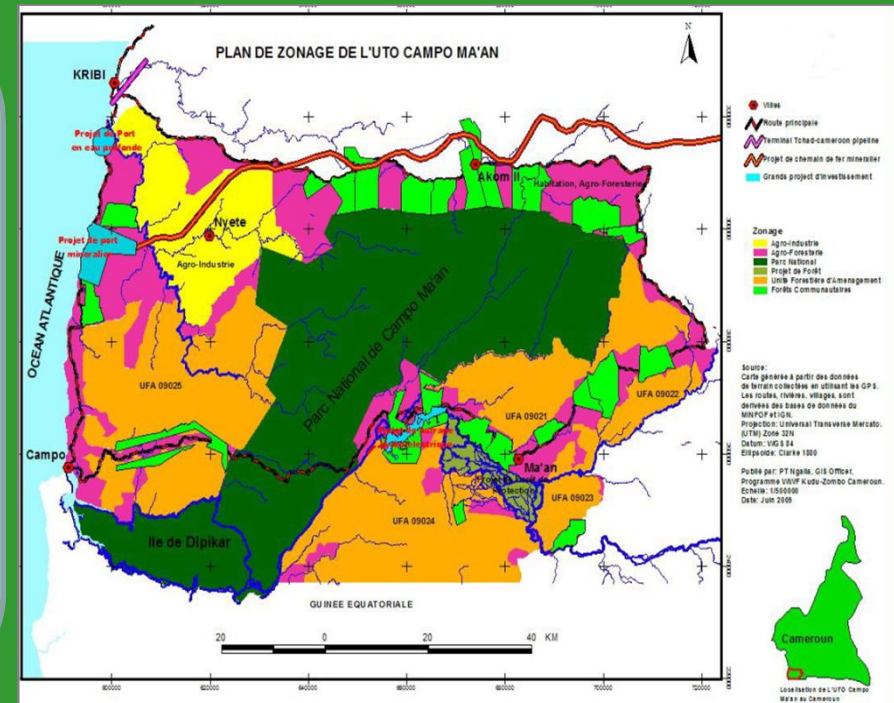 PLAN DE ZONAGE DE L'UTO CAMPO MA'AN
N
KRIBI
Projet de Port
en eau profonde
Akom II
Habitation, Agro-Foresterie
Nyete
Projet de port
mineralier
Agro-Industrie
OCEAN ATLANTIQUE
Parc National de Campo Ma'an
UFA 09025
UFA 09022
UFA 09021
Campo
Ma'an
Protection
UFA 09023
UFA 09024
Ile de Dipikar
GUINEE EQUATORIALE
20 0 20 40 KM
Villes
Route principale
Terminal Tchad-cameroon pipeline
Projet de chemin de fer mineralier
Grands project d'investissement
Zonage
Agro-Industrie
Agro-Foresterie
Parc National
Projet de Forêt
Unite Forestière d'Amenagement
Forêts Communautaires
Source:
Carte générée à partir des données
de terrain collectées en utilisant les GPS.
Les routes, rivières, villages, sont
derivées des bases de données du
MINFOF et IGN.
Projection: Universal Transverse Mercato.
(UTM) Zone 32N
Datum: WGS 84
Ellipsoide: Clarke 1880
Publié par: PT Ngalla, GIS Officer,
Programme WWF Kudu-Zombo Cameroun.
Echelle: 1/500000
Date: Juin 2009
Cameroun
Localisation de L'UTO Campo
Ma'an au Cameroun